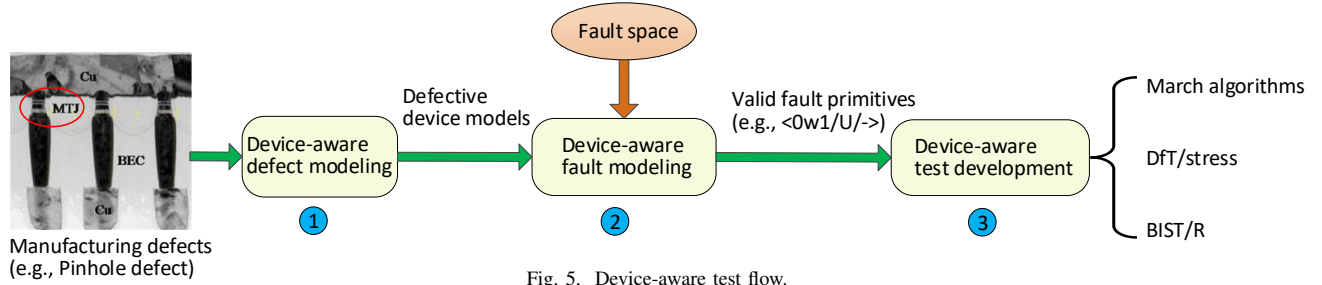 Fault space
Cu
MTJ
BEC
Cu
Manufacturing defects
(e.g., Pinhole defect)
Device-aware
defect modeling
1
Defective
device models
Device-aware
fault modeling
2
Valid fault primitives
(e.g., <0w1/U/->)
Device-aware
test development
3
March algorithms
DfT/stress
BIST/R
Fig. 5. Device-aware test flow.